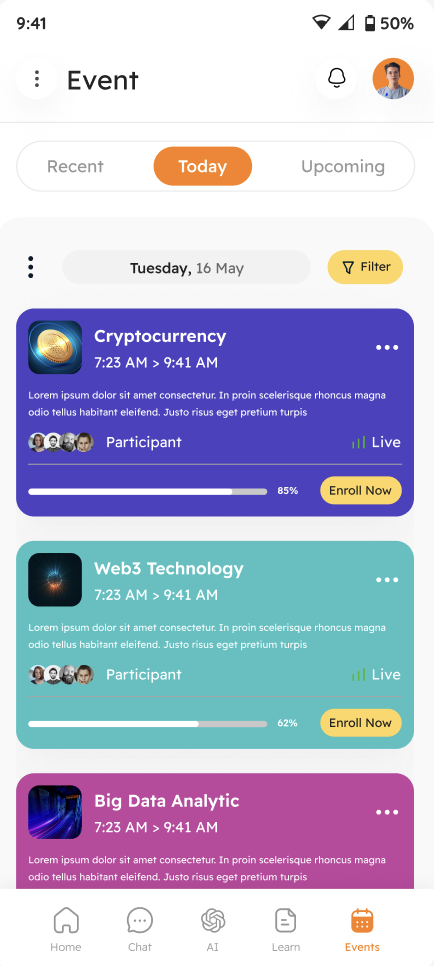 9:41
50%
Event
Recent
Today
Upcoming
Tuesday, 16 May
Filter
Cryptocurrency
7:23 AM > 9:41 AM
Lorem ipsum dolor sit amet consectetur. In proin scelerisque rhoncus magna
odio tellus habitant eleifend. Justo risus eget pretium turpis
Participant
Live
85%
Enroll Now
Web3 Technology
7:23 AM > 9:41 AM
Lorem ipsum dolor sit amet consectetur. In proin scelerisque rhoncus magna
odio tellus habitant eleifend. Justo risus eget pretium turpis
Participant
Live
62%
Enroll Now
Big Data Analytic
7:23 AM > 9:41 AM
Lorem ipsum dolor sit amet consectetur. In proin scelerisque rhoncus magna
odio tellus habitant eleifend. Justo risus eget pretium turpis
Home
Chat
AI
Learn
Events